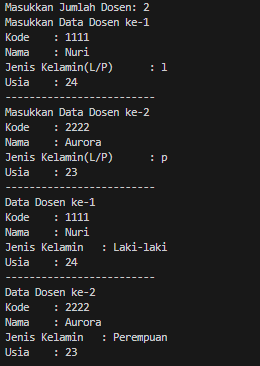 Masukkan Jumlah Dosen: 2
Masukkan Data Dosen ke-1
Kode    : 1111
Nama    : Nuri
Jenis Kelamin(L/P)      : l
Usia    : 24
-------------------------
Masukkan Data Dosen ke-2
Kode    : 2222
Nama    : Aurora
Jenis Kelamin(L/P)      : p
Usia    : 23
-------------------------
Data Dosen ke-1
Kode    : 1111
Nama    : Nuri
Jenis Kelamin   : Laki-laki
Usia    : 24
-------------------------
Data Dosen ke-2
Kode    : 2222
Nama    : Aurora
Jenis Kelamin   : Perempuan
Usia    : 23